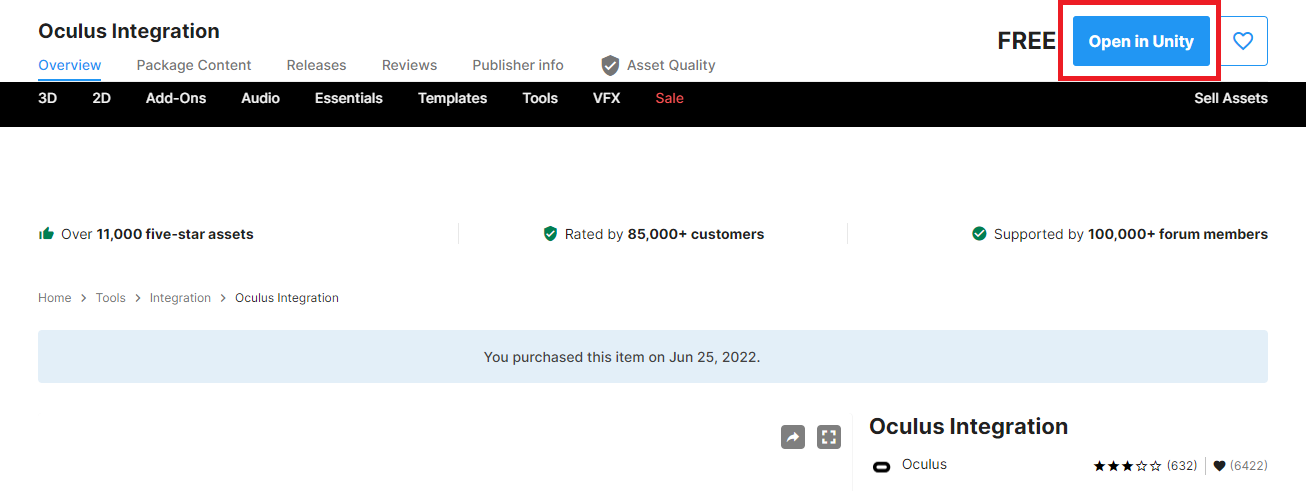 Oculus Integration
FREE
Open in Unity
Overview Package Content Releases Reviews Publisher info Asset Quality
3D 2D Add-Ons Audio Essentials Templates Tools VFX Sale Sell Assets
Over 11,000 five-star assets Rated by 85,000+ customers Supported by 100,000+ forum members
Home > Tools > Integration > Oculus Integration
You purchased this item on Jun 25, 2022.
Oculus Integration
Oculus ★★★☆☆ (632) (6422)